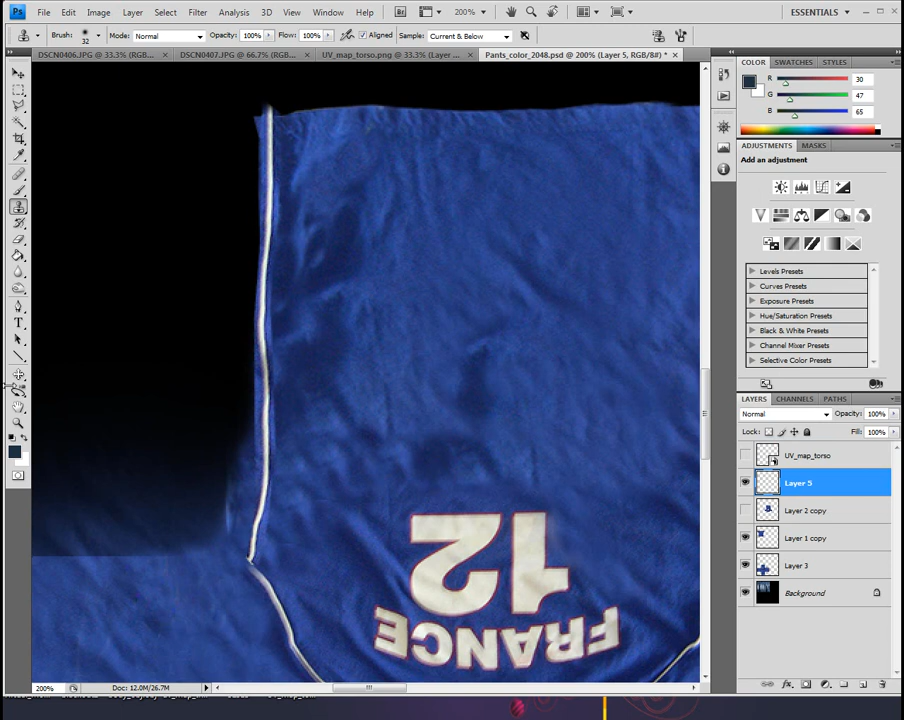 Ps File Edit Image Layer Select Filter Analysis 3D View Window Help Br 200% ESSENTIALS
Brush: 32 Mode: Normal Opacity: 100% Flow: 100% Aligned Sample: Current & Below
DSCN0406.JPG @ 33.3% (RGB... × DSCN0407.JPG @ 66.7% (RGB... × UV_map_torso.png @ 33.3% (Layer ... × Pants_color_2048.psd @ 200% (Layer 5, RGB/8#) * ×
COLOR SWATCHES STYLES
R 30
G 47
B 65
ADJUSTMENTS MASKS
Add an adjustment
Levels Presets
Curves Presets
Exposure Presets
Hue/Saturation Presets
Black & White Presets
Channel Mixer Presets
Selective Color Presets
LAYERS CHANNELS PATHS
Normal Opacity: 100%
Lock: Fill: 100%
UV_map_torso
Layer 5
Layer 2 copy
Layer 1 copy
Layer 3
Background
T
12
FRANCE
200% Doc: 12.0M/26.7M
fx